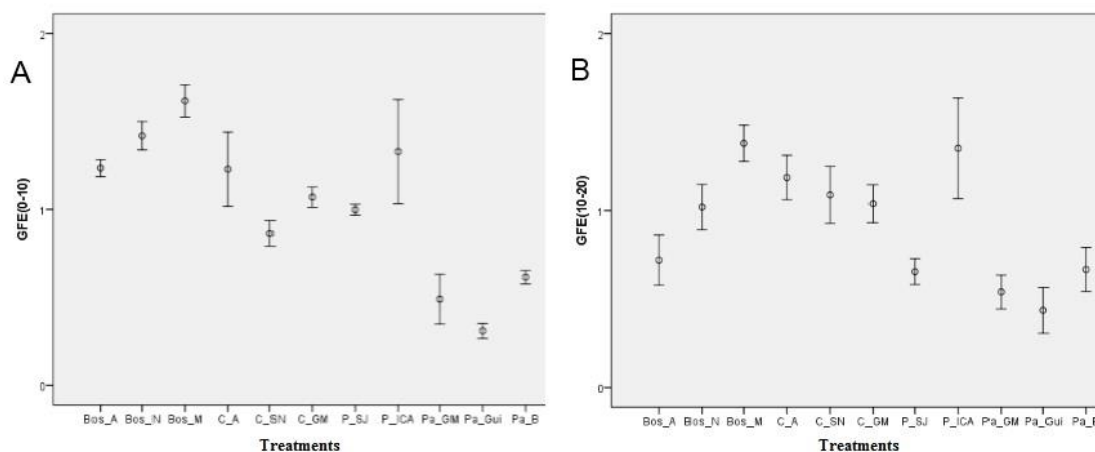 A
GFE(0-10)
2
1
0
Bos_A Bos_IN Bos_M C_A C_SN C_GM P_SJ P_ICA Pa_GM Pa_Gui Pa_B
Treatments
B
GFE(10-20)
2
1
0
Bos_A Bos_N Bos_M C_A C_SN C_GM P_SJ P_ICA Pa_GM Pa_Gui
Treatments